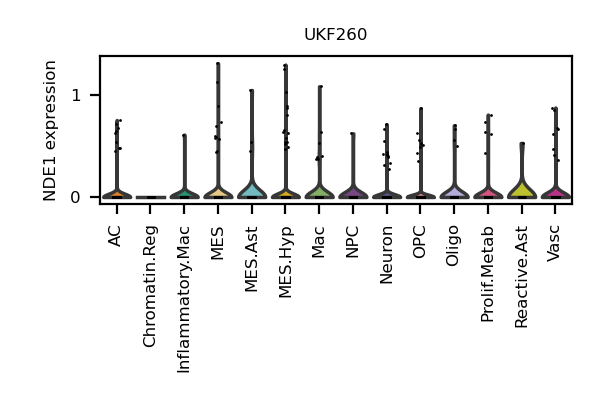 UKF260
NDE1 expression
1
0
AC
Chromatin.Reg
Inflammatory.Mac
MES
MES.Ast
MES.Hyp
Mac
NPC
Neuron
OPC
Oligo
Prolif.Metab
Reactive.Ast
Vasc